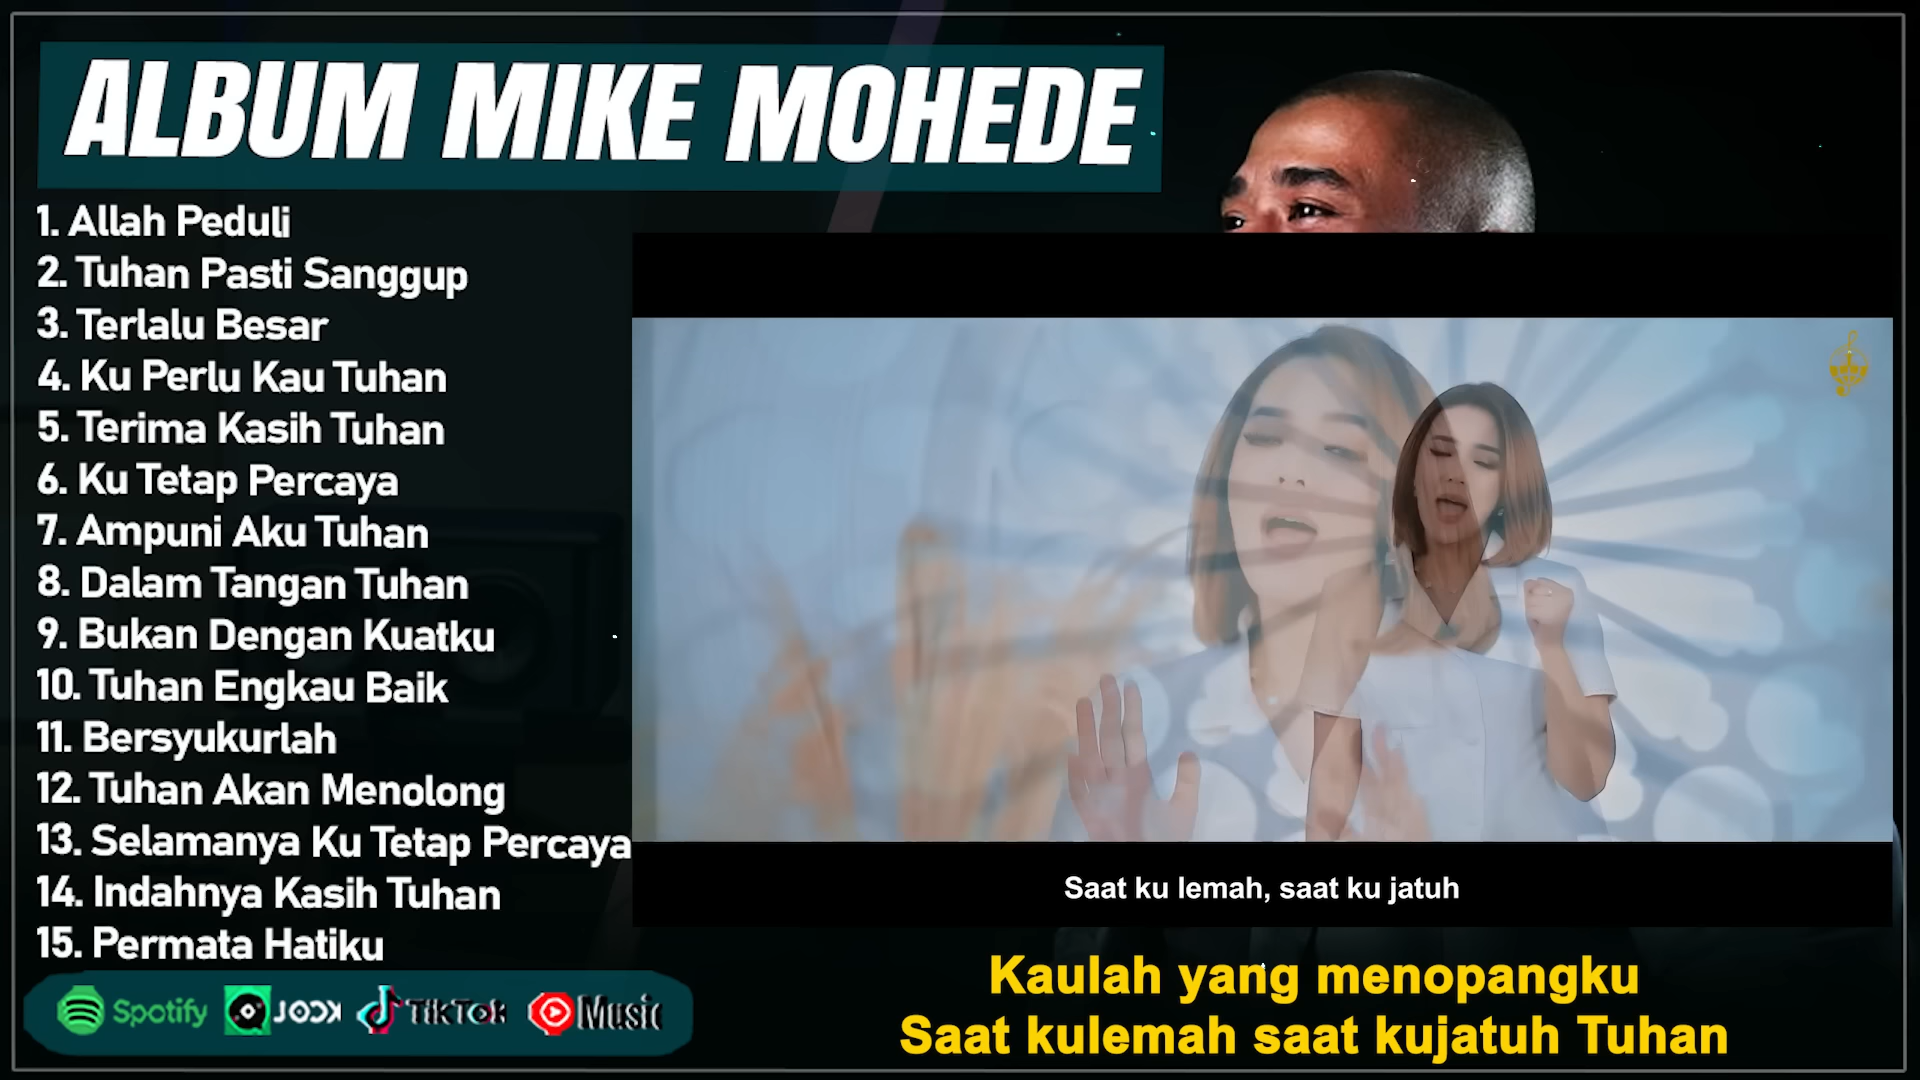 ALBUM MIKE MOHEDE
1. Allah Peduli
2. Tuhan Pasti Sanggup
3. Terlalu Besar
4. Ku Perlu Kau Tuhan
5. Terima Kasih Tuhan
6. Ku Tetap Percaya
7. Ampuni Aku Tuhan
8. Dalam Tangan Tuhan
9. Bukan Dengan Kuatku
10. Tuhan Engkau Baik
11. Bersyukurlah
12. Tuhan Akan Menolong
13. Selamanya Ku Tetap Percaya
14. Indahnya Kasih Tuhan
15. Permata Hatiku
Spotify JOOX TikTok Music
Saat ku lemah, saat ku jatuh
Kaulah yang menopangku
Saat kulemah saat kujatuh Tuhan